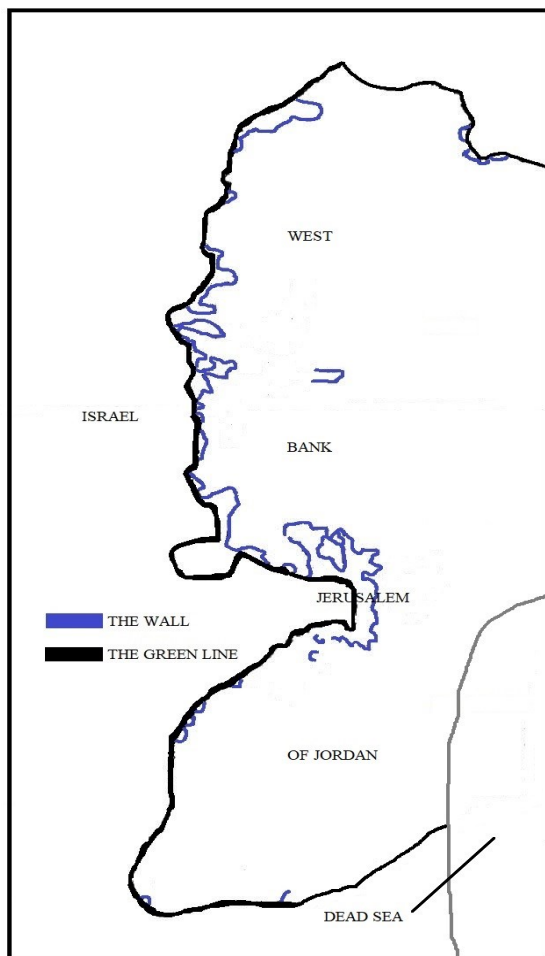 WEST
ISRAEL
BANK
JERUSALEM
THE WALL
THE GREEN LINE
OF JORDAN
DEAD SEA